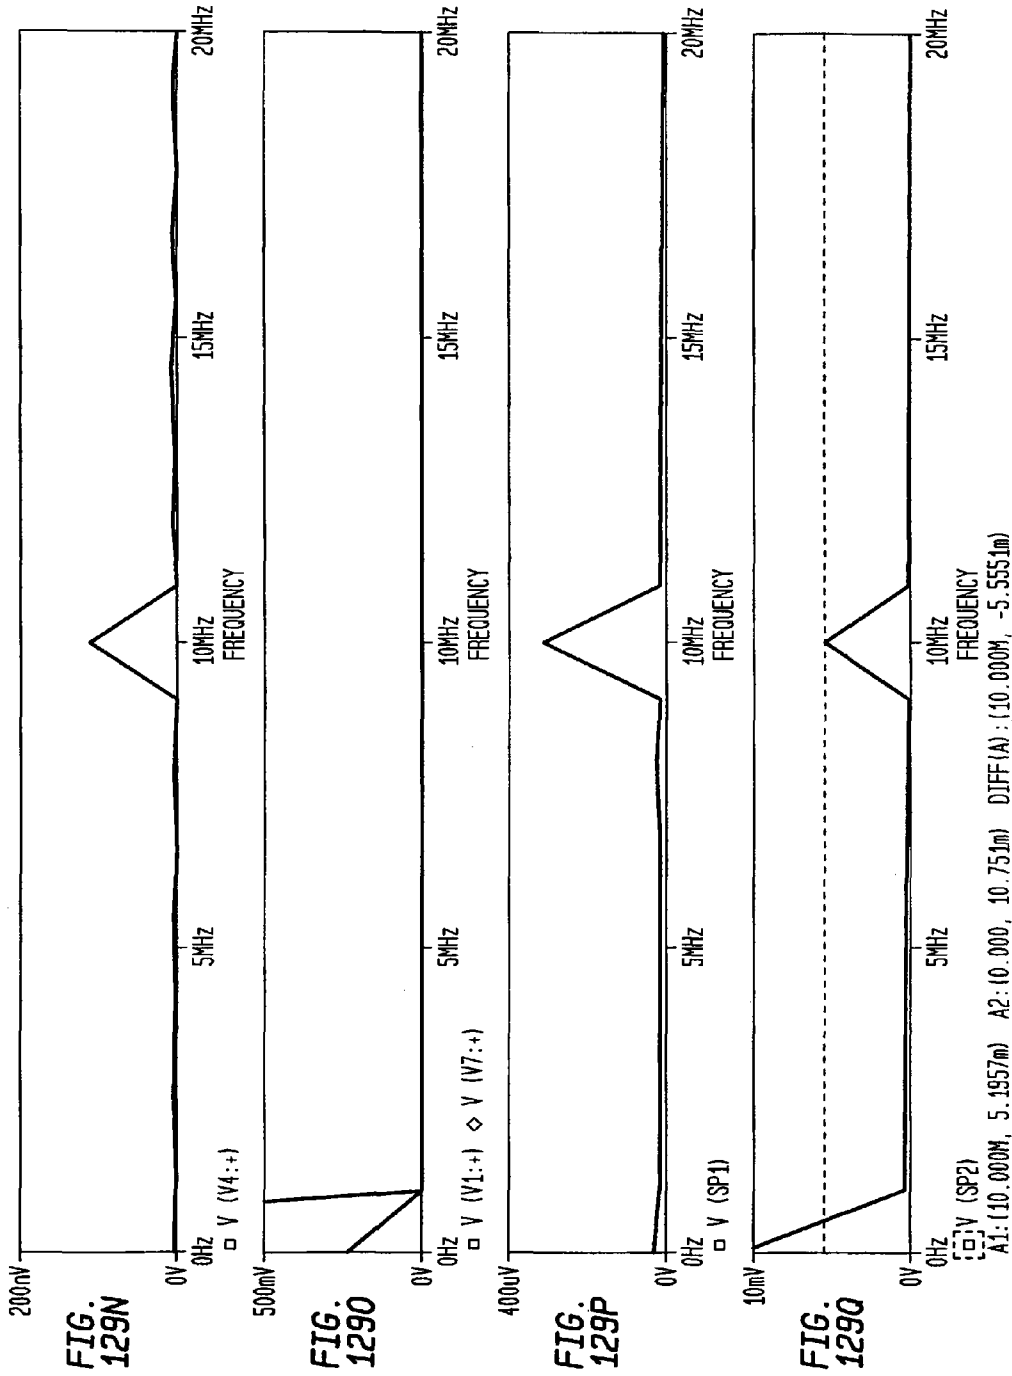 FIG.
129N
200nV
0V
0Hz
5MHz
10MHz
15MHz
20MHz
FREQUENCY
□ V (V4:+)
FIG.
129O
500mV
0V
0Hz
5MHz
10MHz
15MHz
20MHz
FREQUENCY
□ V (V1:+) ◇ V (V7:+)
FIG.
129P
400uV
0V
0Hz
5MHz
10MHz
15MHz
20MHz
FREQUENCY
□ V (SP1)
FIG.
129Q
10mV
0V
0Hz
5MHz
10MHz
15MHz
20MHz
FREQUENCY
□ V (SP2)
A1:(10.000M, 5.1957m) A2:(0.000, 10.751m) DIFF(A):(10.000M, -5.5551m)